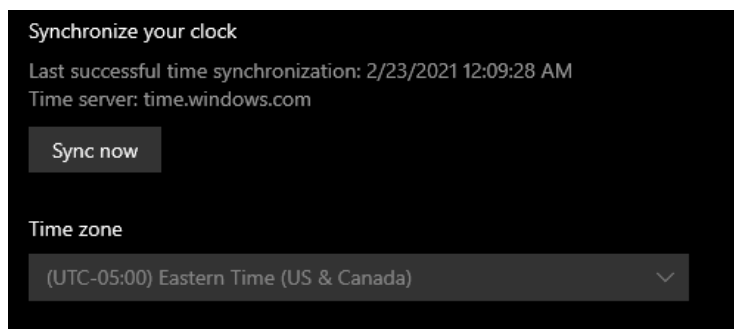 Synchronize your clock
Last successful time synchronization: 2/23/2021 12:09:28 AM
Time server: time.windows.com
Sync now
Time zone
(UTC-05:00) Eastern Time (US & Canada)